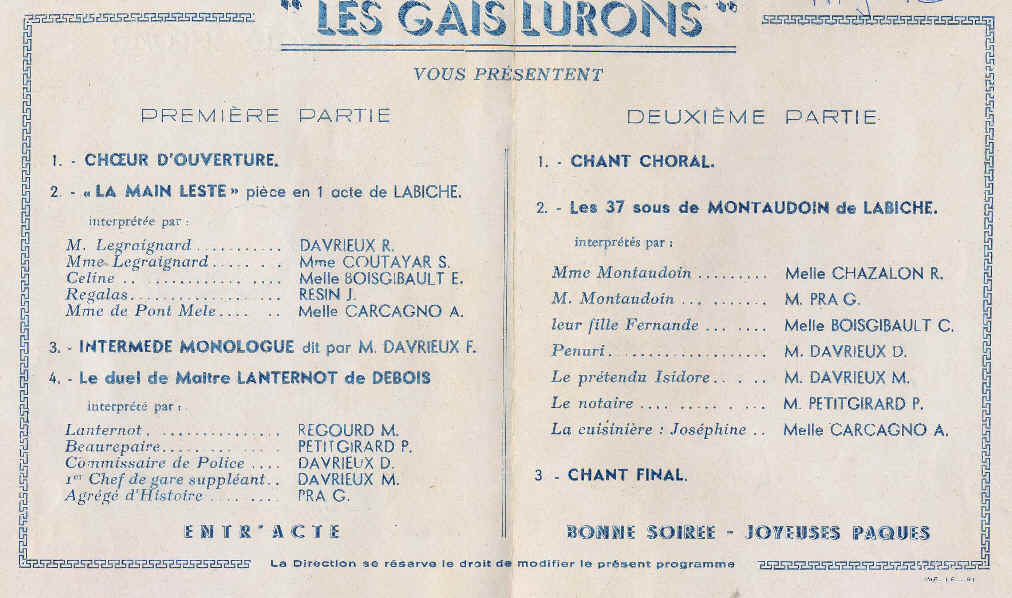 " LES GAIS LURONS "
VOUS PRÉSENTENT
PREMIÈRE PARTIE
1. - CHŒUR D'OUVERTURE.
2. - « LA MAIN LESTE » pièce en 1 acte de LABICHE.
interprétée par :
M. Legraignard ........... DAVRIEUX R.
Mme Legraignard ..... .. . Mme COUTAYAR S.
Celine .. ............ .... Melle BOISGIBAULT E.
Regalas................... RESIN J.
Mme de Pont Mele.... .. Melle CARCAGNO A.
3. - INTERMEDE MONOLOGUE dit par M. DAVRIEUX F.
4. - Le duel de Maitre LANTERNOT de DEBOIS
interprété par :
Lanternot ................. REGOURD M.
Beaurepaire......... .. ... PETITGIRARD P.
Commissaire de Police .... DAVRIEUX D.
1er Chef de gare suppléant.. DAVRIEUX M.
Agrégé d'Histoire .... .... PRA G.
ENTR'ACTE
DEUXIÈME PARTIE
1. - CHANT CHORAL.
2. - Les 37 sous de MONTAUDOIN de LABICHE.
interprétés par :
Mme Montaudoin ......... Melle CHAZALON R.
M. Montaudoin ... ....... M. PRA G.
leur fille Fernande ... .... Melle BOISGIBAULT C.
Penuri.................... M. DAVRIEUX D.
Le prétendu Isidore.. . .. M. DAVRIEUX M.
Le notaire .... ..... . ... M. PETITGIRARD P.
La cuisinière : Joséphine .. Melle CARCAGNO A.
3 - CHANT FINAL.
BONNE SOIREE - JOYEUSES PAQUES
La Direction se résarve le droit de modifier le présent programme